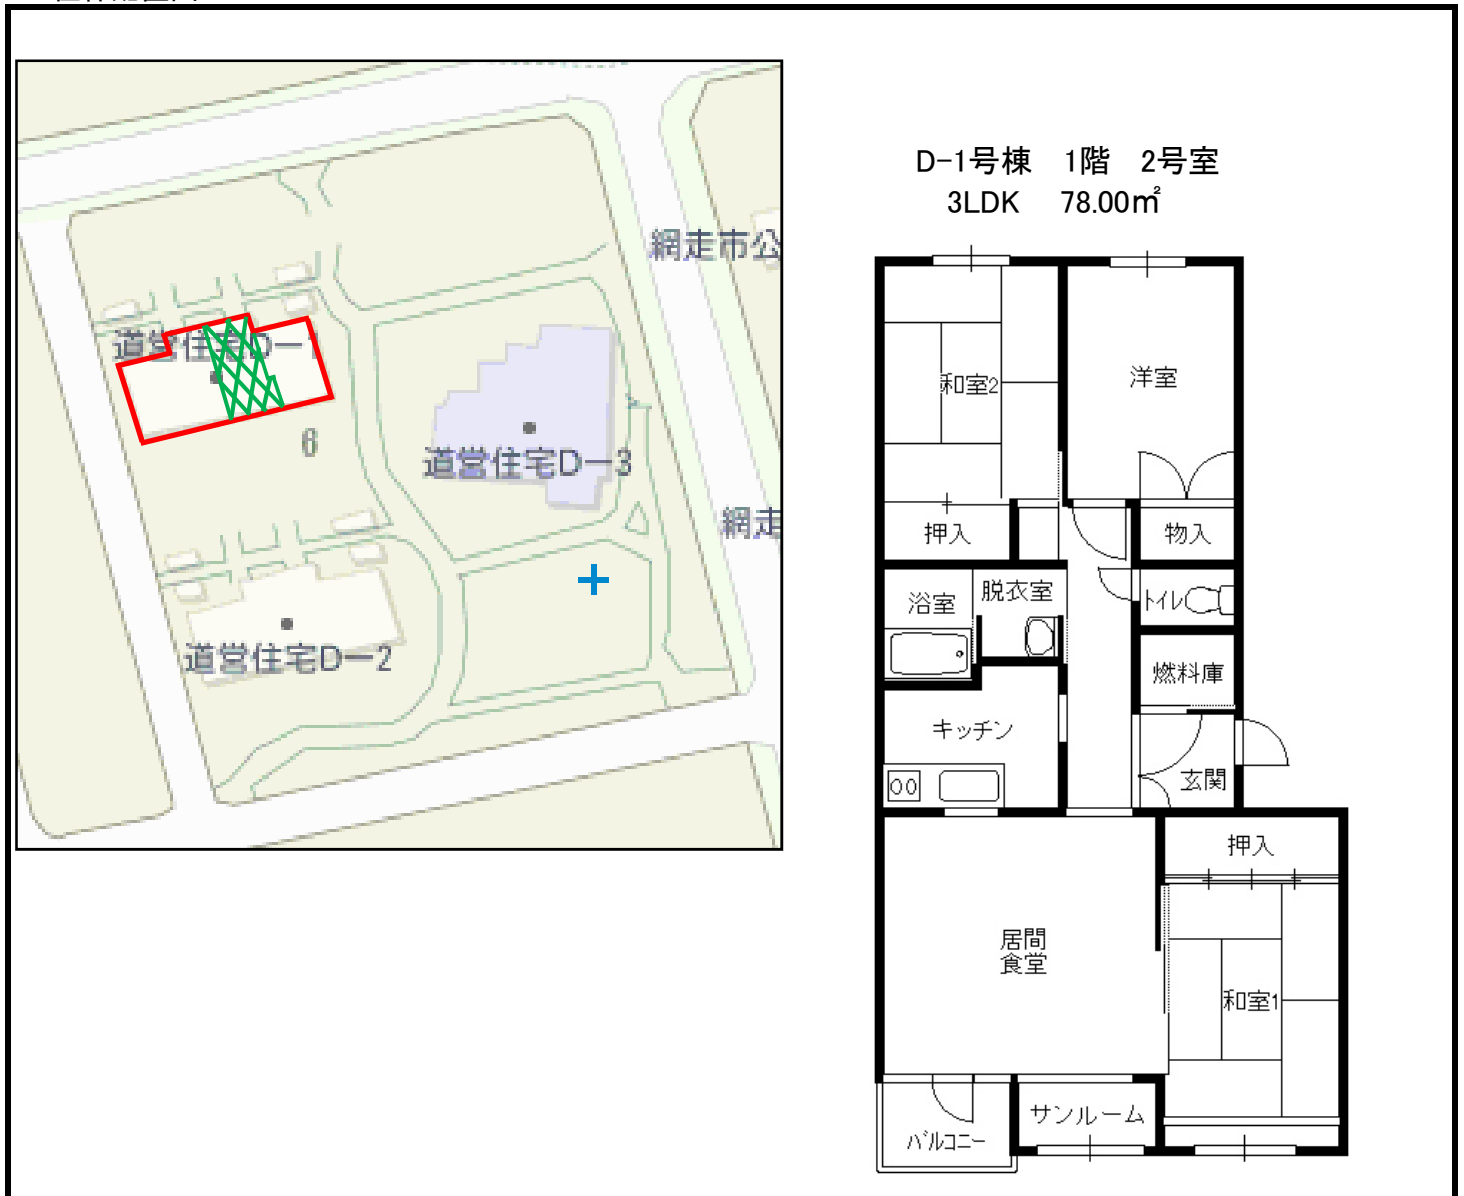 網走市公
道営住宅D－1
6
道営住宅D－3
網走
道営住宅D－2
D-1号棟　1階　2号室
3LDK　78.00㎡
和室2
洋室
押入
物入
浴室
脱衣室
トイレ
燃料庫
キッチン
玄関
押入
居間
食堂
和室1
サンルーム
バルコニー